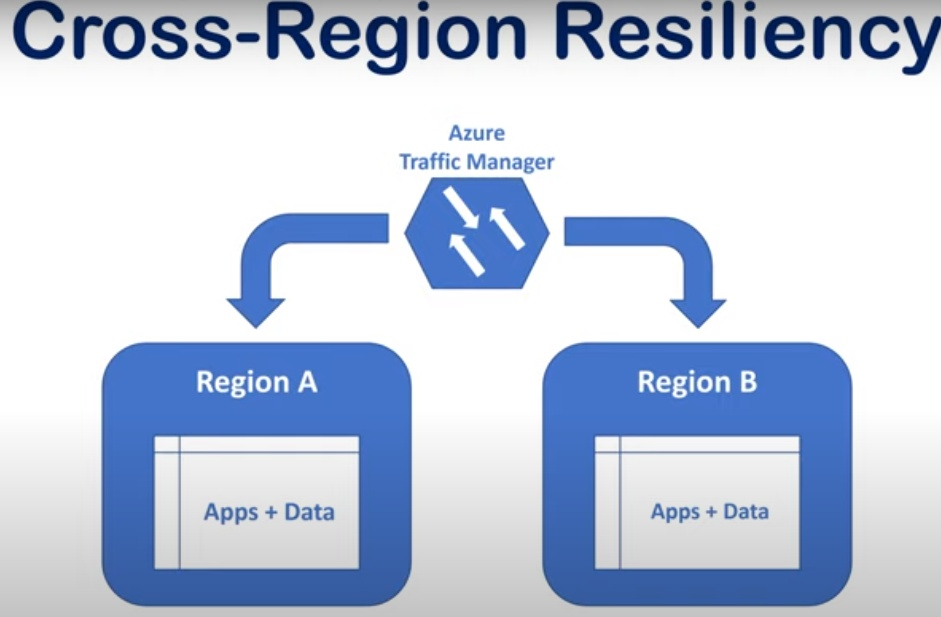 Cross-Region Resiliency
Azure
Traffic Manager
Region A
Region B
Apps + Data
Apps + Data